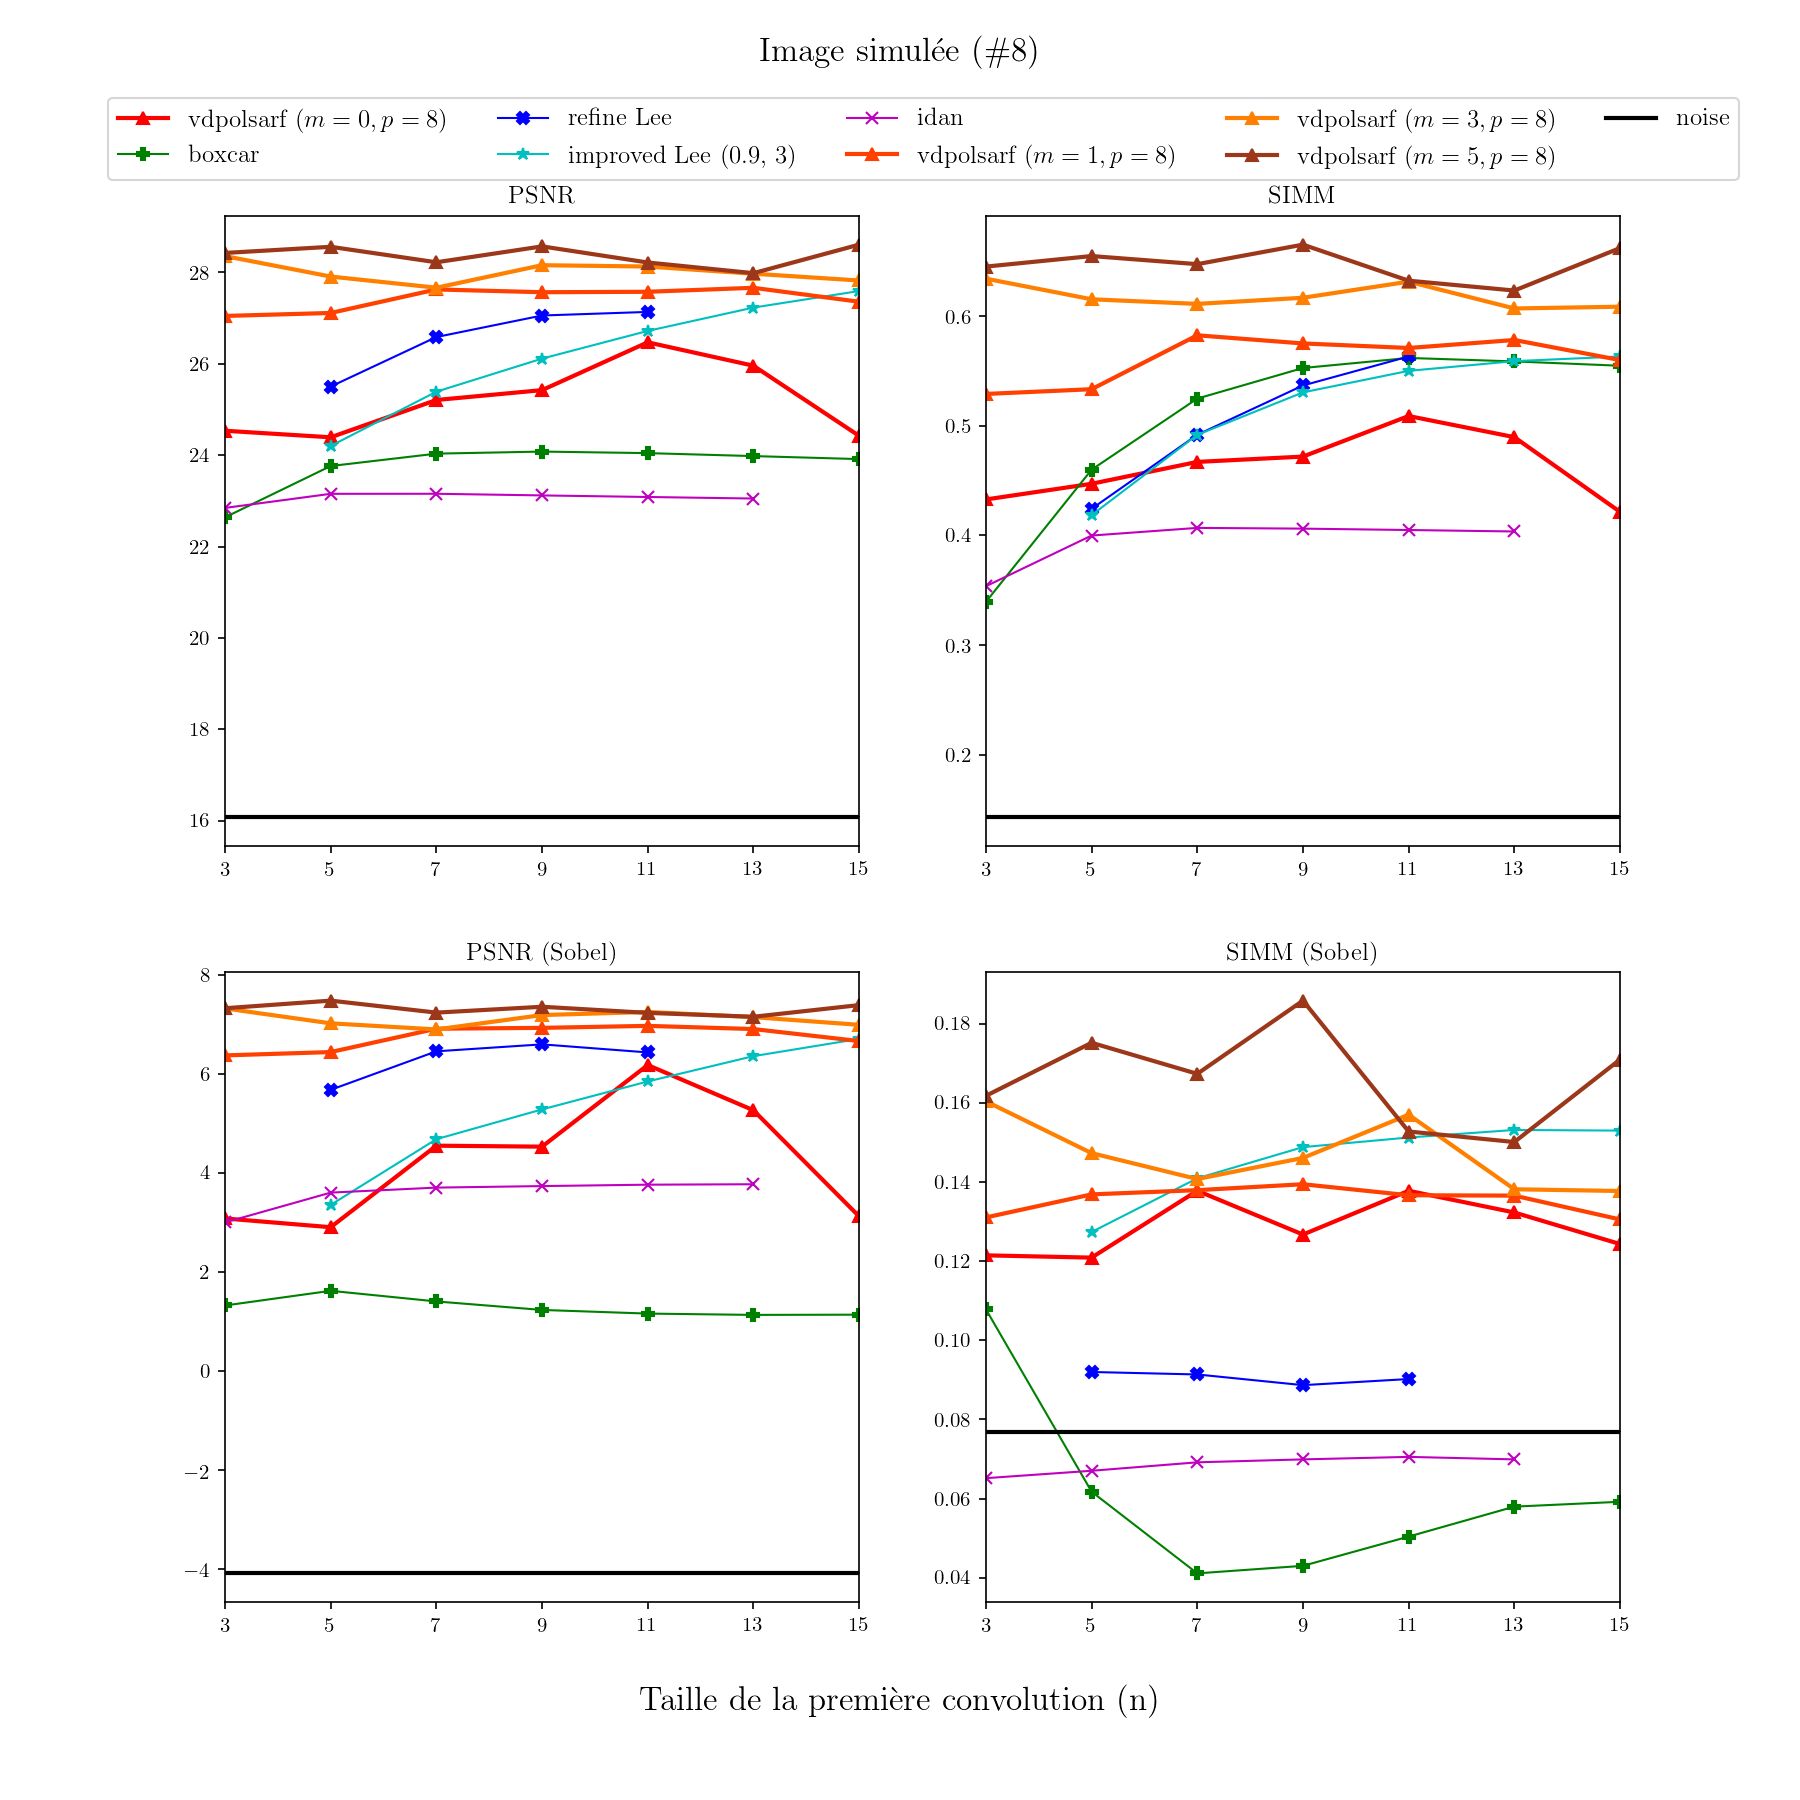 Image simulée (#8)
vdpolsarf (m = 0, p = 8) refine Lee idan vdpolsarf (m = 3, p = 8) noise
boxcar improved Lee (0.9, 3) vdpolsarf (m = 1, p = 8) vdpolsarf (m = 5, p = 8)
PSNR
28
26
24
22
20
18
16
3 5 7 9 11 13 15
SIMM
0.6
0.5
0.4
0.3
0.2
3 5 7 9 11 13 15
PSNR (Sobel)
8
6
4
2
0
−2
−4
3 5 7 9 11 13 15
SIMM (Sobel)
0.18
0.16
0.14
0.12
0.10
0.08
0.06
0.04
3 5 7 9 11 13 15
Taille de la première convolution (n)